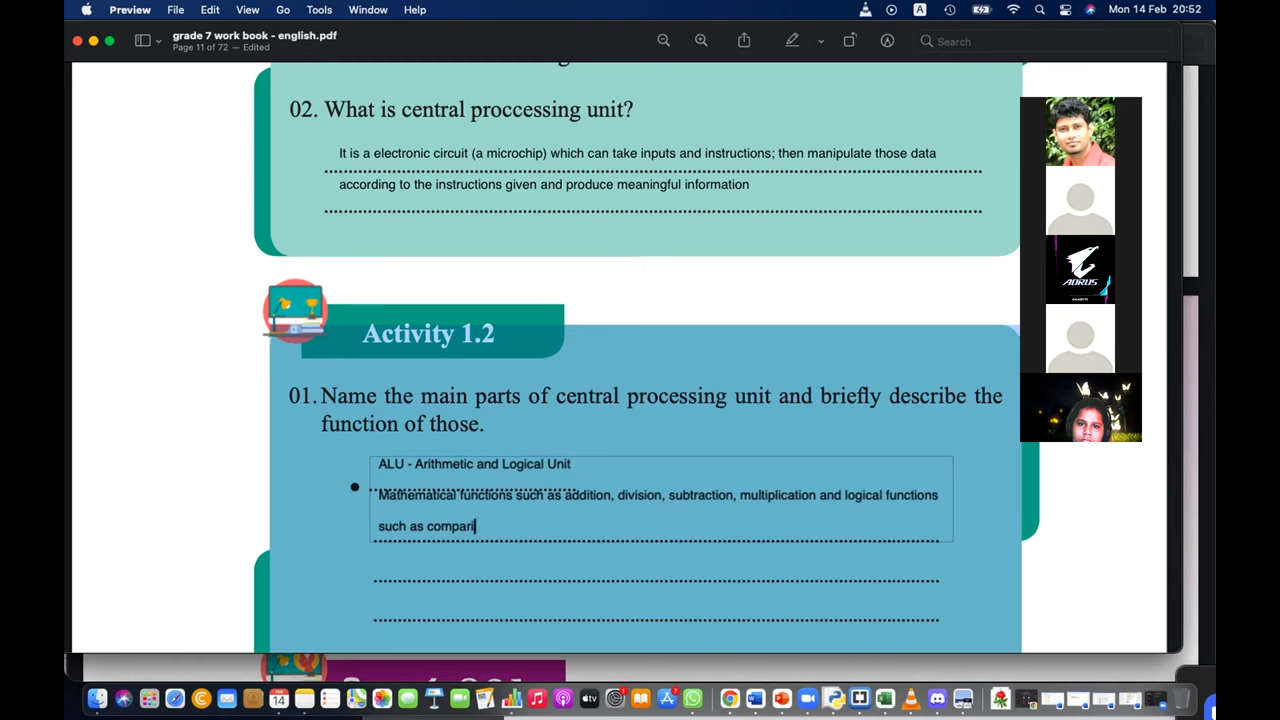 Preview File Edit View Go Tools Window Help
A
Mon 14 Feb 20:52
grade 7 work book - english.pdf
Page 11 of 72 — Edited
Search
02. What is central proccessing unit?
It is a electronic circuit (a microchip) which can take inputs and instructions; then manipulate those data
according to the instructions given and produce meaningful information
AORUS
Activity 1.2
01. Name the main parts of central processing unit and briefly describe the
function of those.
ALU - Arithmetic and Logical Unit
Mathematical functions such as addition, division, subtraction, multiplication and logical functions
such as compari